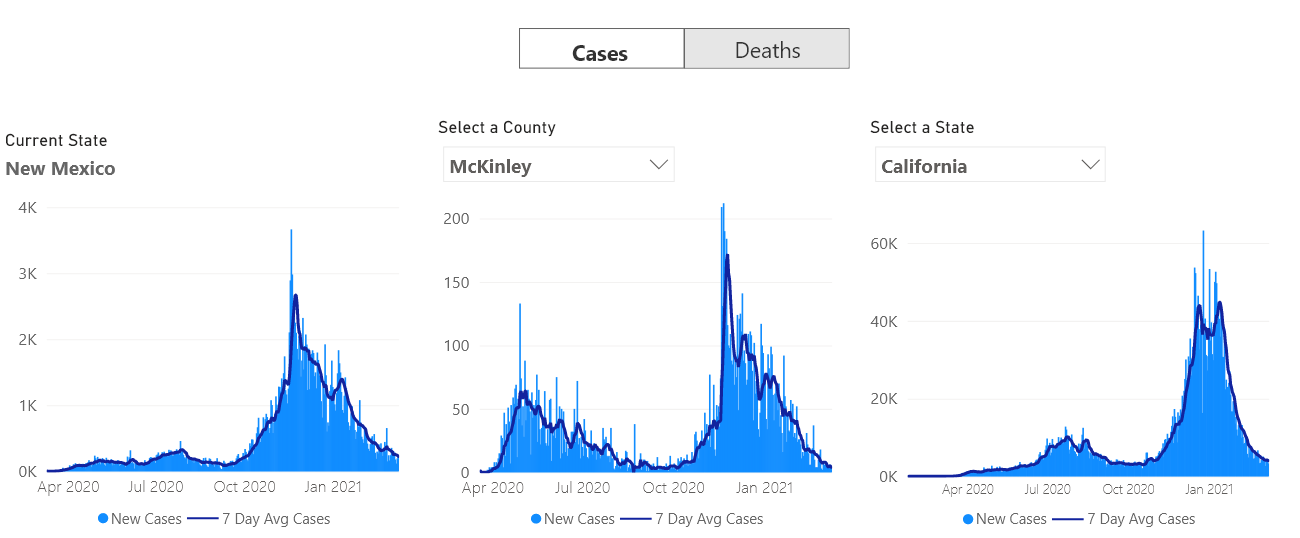 Cases Deaths
Current State
New Mexico
4K
3K
2K
1K
0K
Apr 2020 Jul 2020 Oct 2020 Jan 2021
New Cases 7 Day Avg Cases
Select a County
McKinley
200
150
100
50
0
Apr 2020 Jul 2020 Oct 2020 Jan 2021
New Cases 7 Day Avg Cases
Select a State
California
60K
40K
20K
0K
Apr 2020 Jul 2020 Oct 2020 Jan 2021
New Cases 7 Day Avg Cases